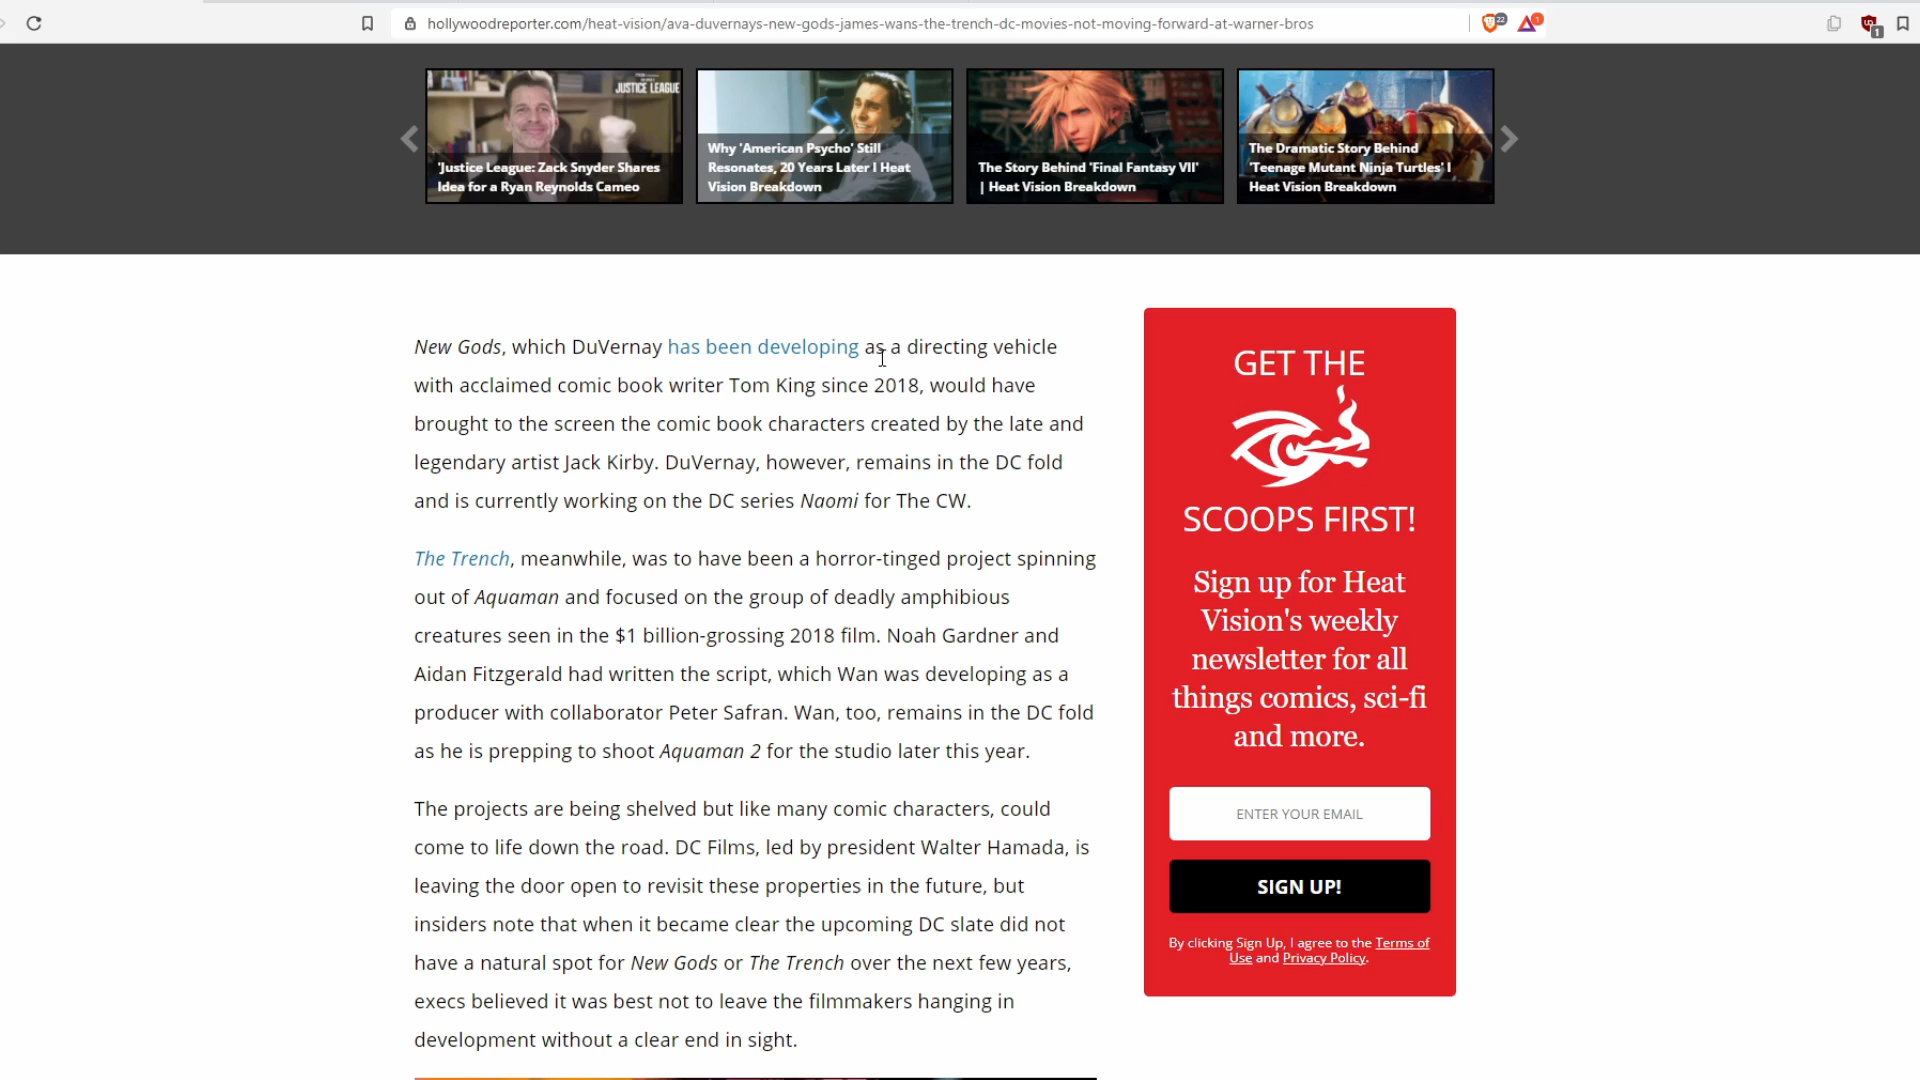 hollywoodreporter.com/heat-vision/ava-duvernays-new-gods-james-wans-the-trench-dc-movies-not-moving-forward-at-warner-bros
22
1
1
JUSTICE LEAGUE
'Justice League: Zack Snyder Shares
Idea for a Ryan Reynolds Cameo
Why 'American Psycho' Still
Resonates, 20 Years Later I Heat
Vision Breakdown
The Story Behind 'Final Fantasy VII'
| Heat Vision Breakdown
The Dramatic Story Behind
'Teenage Mutant Ninja Turtles' I
Heat Vision Breakdown
New Gods, which DuVernay has been developing as a directing vehicle
with acclaimed comic book writer Tom King since 2018, would have
brought to the screen the comic book characters created by the late and
legendary artist Jack Kirby. DuVernay, however, remains in the DC fold
and is currently working on the DC series Naomi for The CW.
The Trench, meanwhile, was to have been a horror-tinged project spinning
out of Aquaman and focused on the group of deadly amphibious
creatures seen in the $1 billion-grossing 2018 film. Noah Gardner and
Aidan Fitzgerald had written the script, which Wan was developing as a
producer with collaborator Peter Safran. Wan, too, remains in the DC fold
as he is prepping to shoot Aquaman 2 for the studio later this year.
The projects are being shelved but like many comic characters, could
come to life down the road. DC Films, led by president Walter Hamada, is
leaving the door open to revisit these properties in the future, but
insiders note that when it became clear the upcoming DC slate did not
have a natural spot for New Gods or The Trench over the next few years,
execs believed it was best not to leave the filmmakers hanging in
development without a clear end in sight.
GET THE
SCOOPS FIRST!
Sign up for Heat
Vision's weekly
newsletter for all
things comics, sci-fi
and more.
ENTER YOUR EMAIL
SIGN UP!
By clicking Sign Up, I agree to the Terms of
Use and Privacy Policy.